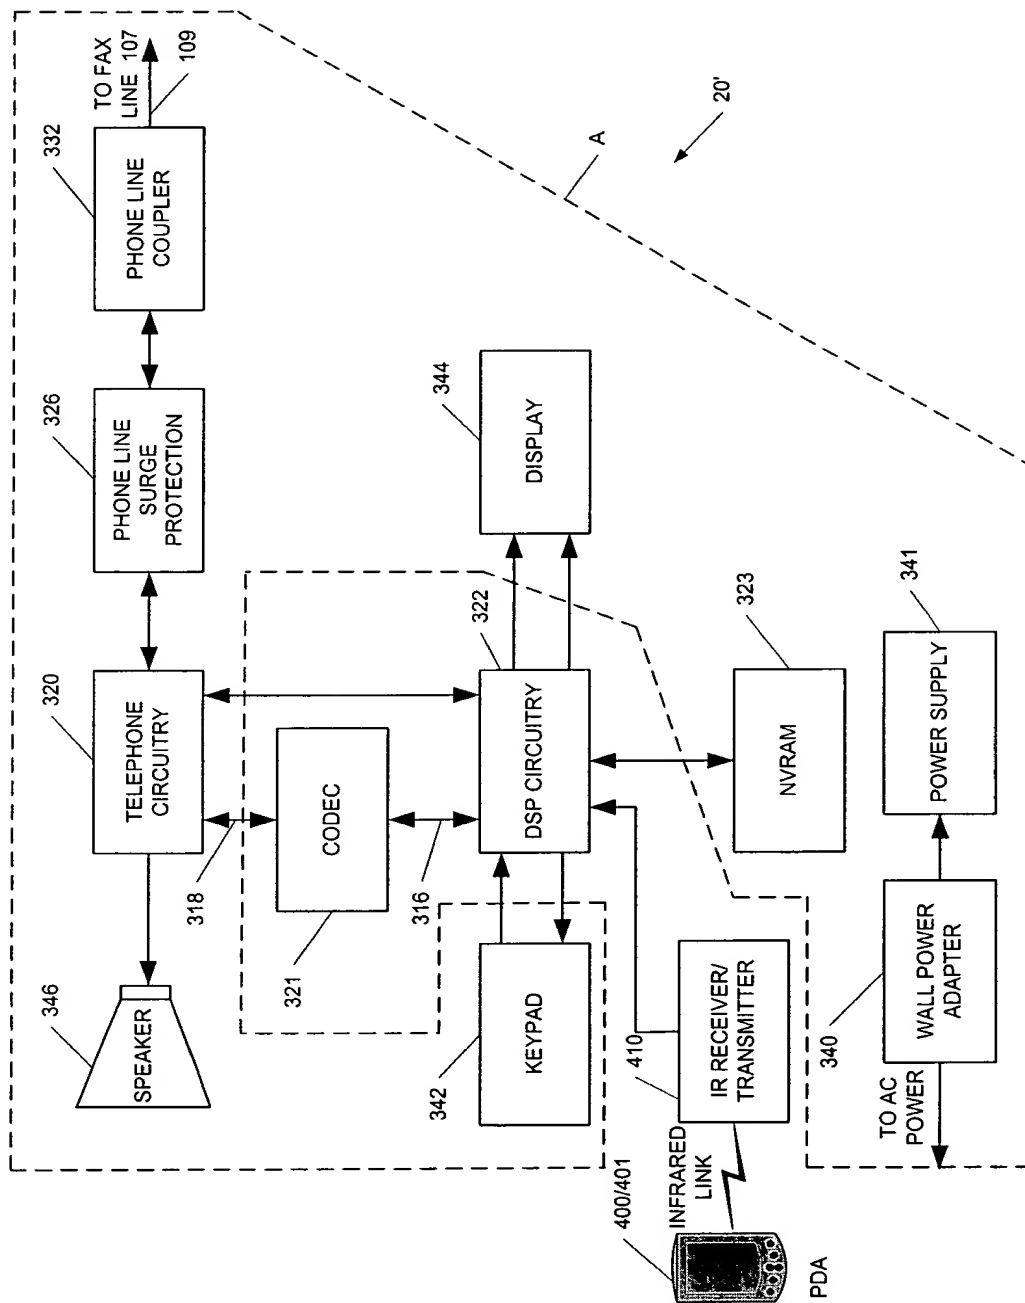 TO FAX
LINE 107
109
332
PHONE LINE
COUPLER
326
PHONE LINE
SURGE
PROTECTION
320
TELEPHONE
CIRCUITRY
318
346
SPEAKER
A
20'
344
DISPLAY
322
DSP CIRCUITRY
CODEC
316
321
KEYPAD
342
323
NVRAM
IR RECEIVER/
TRANSMITTER
410
INFRARED
LINK
400/401
PDA
341
POWER SUPPLY
WALL POWER
ADAPTER
340
TO AC
POWER